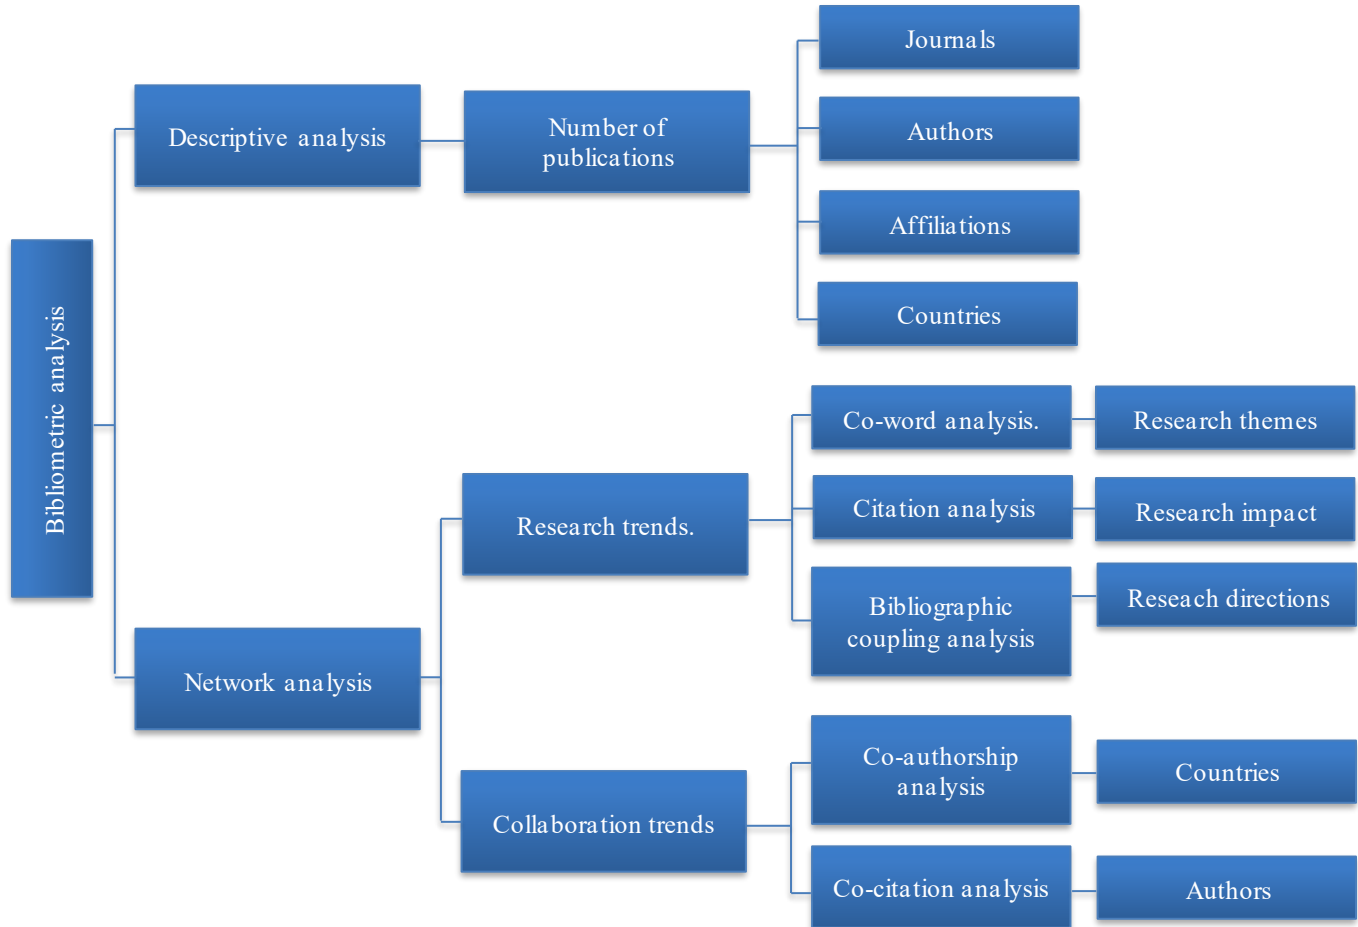 Bibliometric analysis
Descriptive analysis
Number of
publications
Journals
Authors
Affiliations
Countries
Network analysis
Research trends.
Co-word analysis.
Research themes
Citation analysis
Research impact
Bibliographic
coupling analysis
Reseach directions
Collaboration trends
Co-authorship
analysis
Countries
Co-citation analysis
Authors